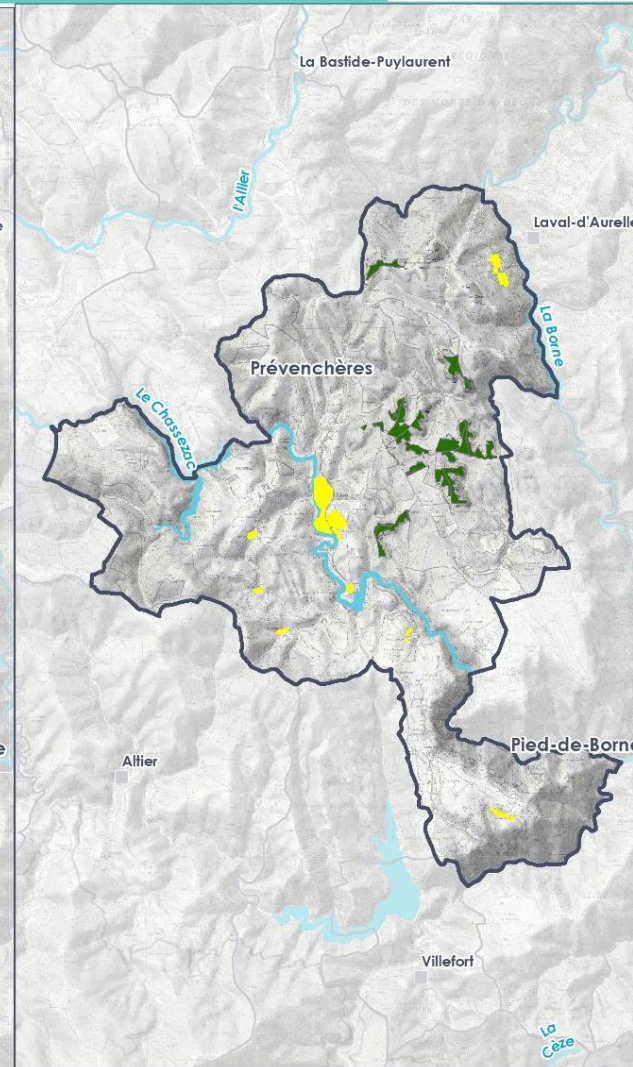 La Bastide-Puylaurent
l'Allier
Laval-d'Aurelle
La Borne
Prévenchères
Le Chassezac
Pied-de-Borne
Altier
Villefort
La
Cèze